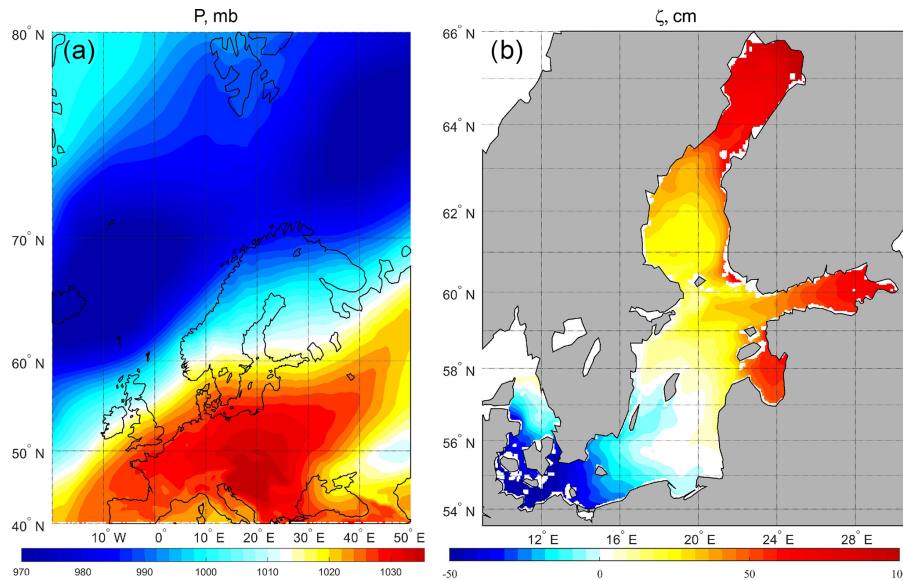 P, mb
(a)
80° N
70° N
60° N
50° N
40° N
10° W
0° E
10° E
20° E
30° E
40° E
50° E
970
980
990
1000
1010
1020
1030
ζ, cm
(b)
66° N
64° N
62° N
60° N
58° N
56° N
54° N
12° E
16° E
20° E
24° E
28° E
-50
0
50
10